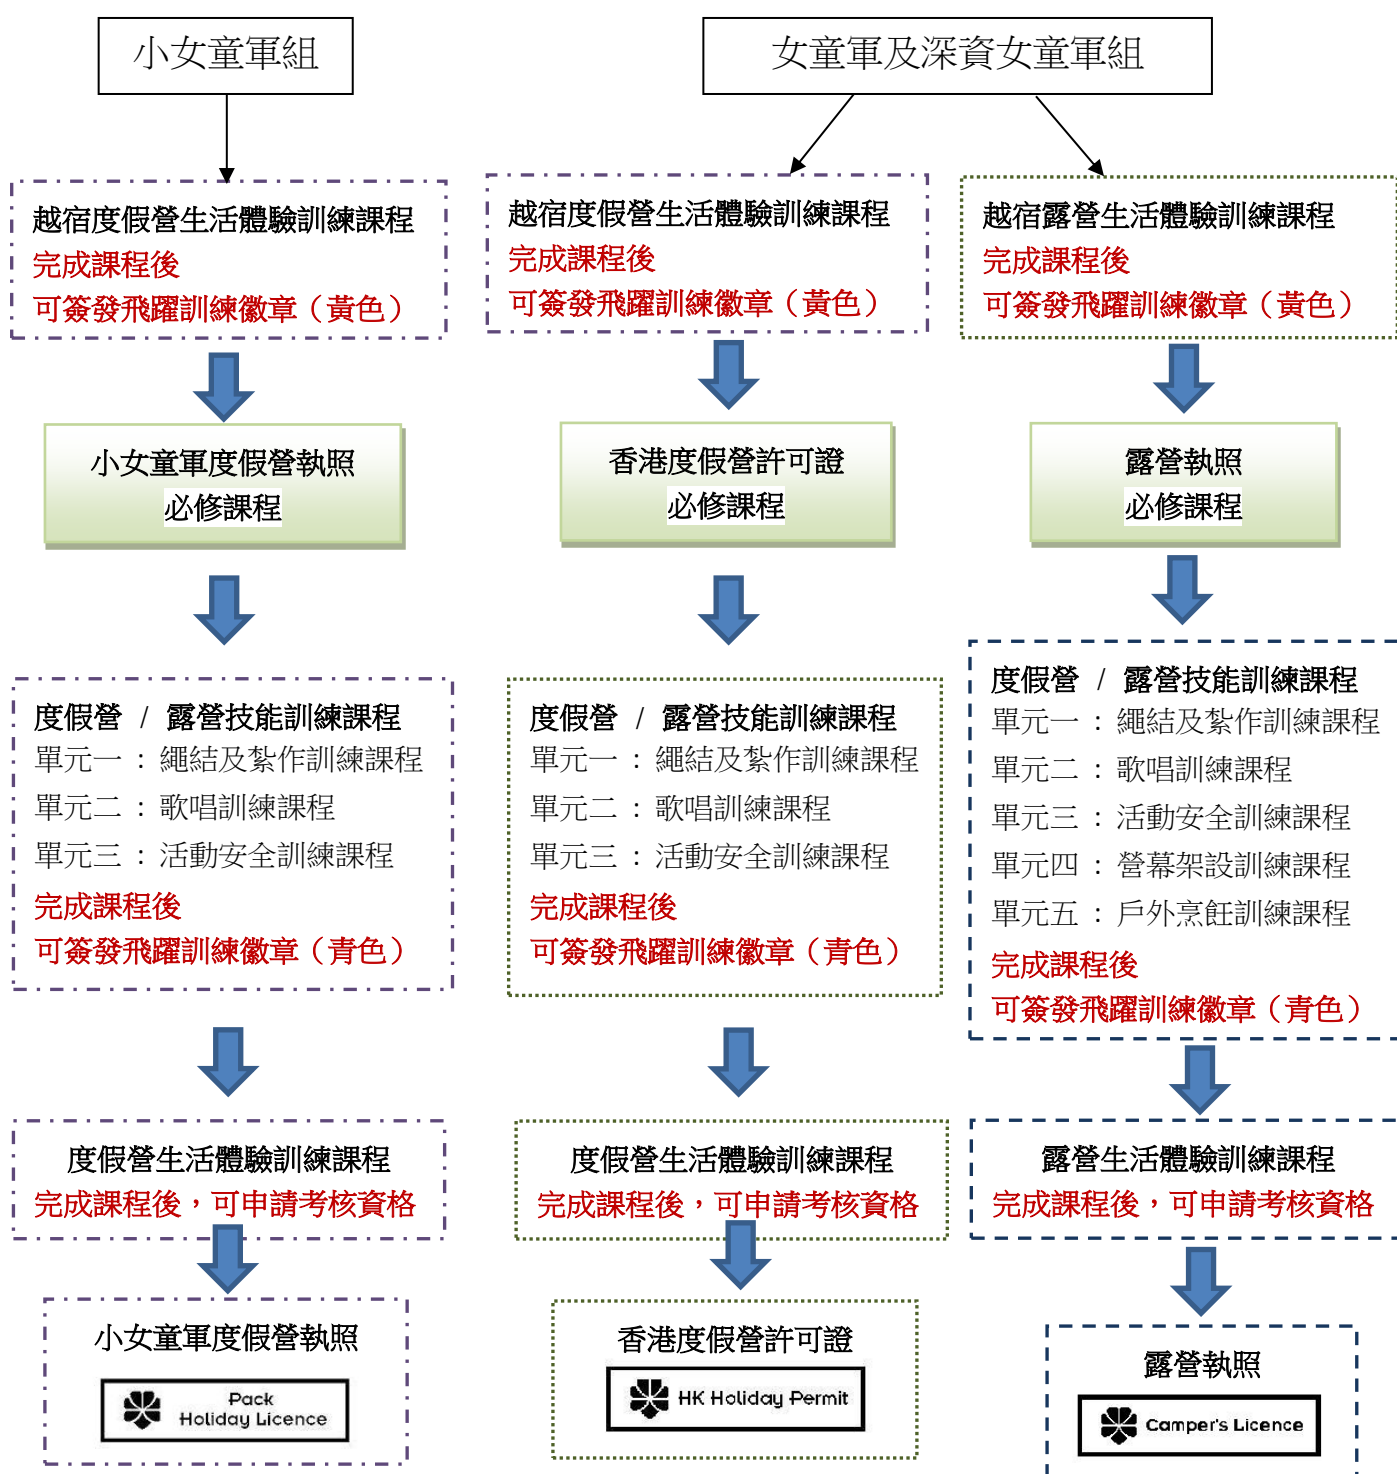 小女童軍組
女童軍及深資女童軍組
越宿度假營生活體驗訓練課程
完成課程後
可簽發飛躍訓練徽章（黃色）
越宿度假營生活體驗訓練課程
完成課程後
可簽發飛躍訓練徽章（黃色）
越宿露營生活體驗訓練課程
完成課程後
可簽發飛躍訓練徽章（黃色）
小女童軍度假營執照
必修課程
香港度假營許可證
必修課程
露營執照
必修課程
度假營 / 露營技能訓練課程
單元一：繩結及紮作訓練課程
單元二：歌唱訓練課程
單元三：活動安全訓練課程
完成課程後
可簽發飛躍訓練徽章（青色）
度假營 / 露營技能訓練課程
單元一：繩結及紮作訓練課程
單元二：歌唱訓練課程
單元三：活動安全訓練課程
完成課程後
可簽發飛躍訓練徽章（青色）
度假營 / 露營技能訓練課程
單元一：繩結及紮作訓練課程
單元二：歌唱訓練課程
單元三：活動安全訓練課程
單元四：營幕架設訓練課程
單元五：戶外烹飪訓練課程
完成課程後
可簽發飛躍訓練徽章（青色）
度假營生活體驗訓練課程
完成課程後，可申請考核資格
度假營生活體驗訓練課程
完成課程後，可申請考核資格
露營生活體驗訓練課程
完成課程後，可申請考核資格
小女童軍度假營執照
Pack
Holiday Licence
香港度假營許可證
HK Holiday Permit
露營執照
Camper's Licence